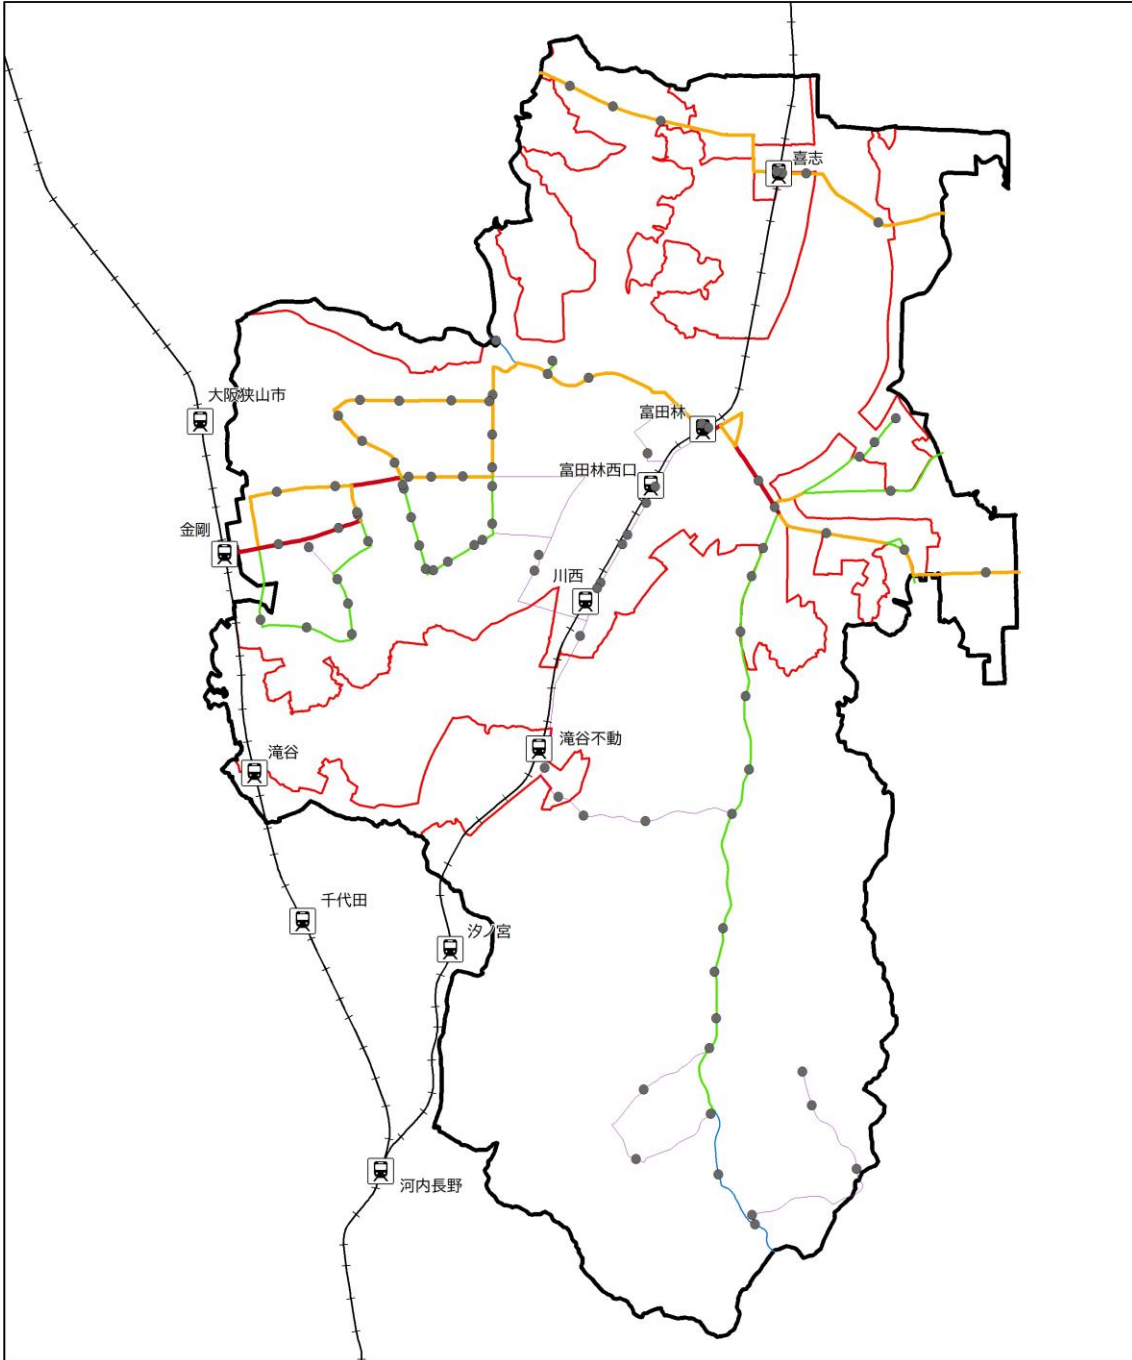 喜志
大阪狭山市
富田林
富田林西口
金剛
川西
滝谷不動
滝谷
千代田
汐ノ宮
河内長野